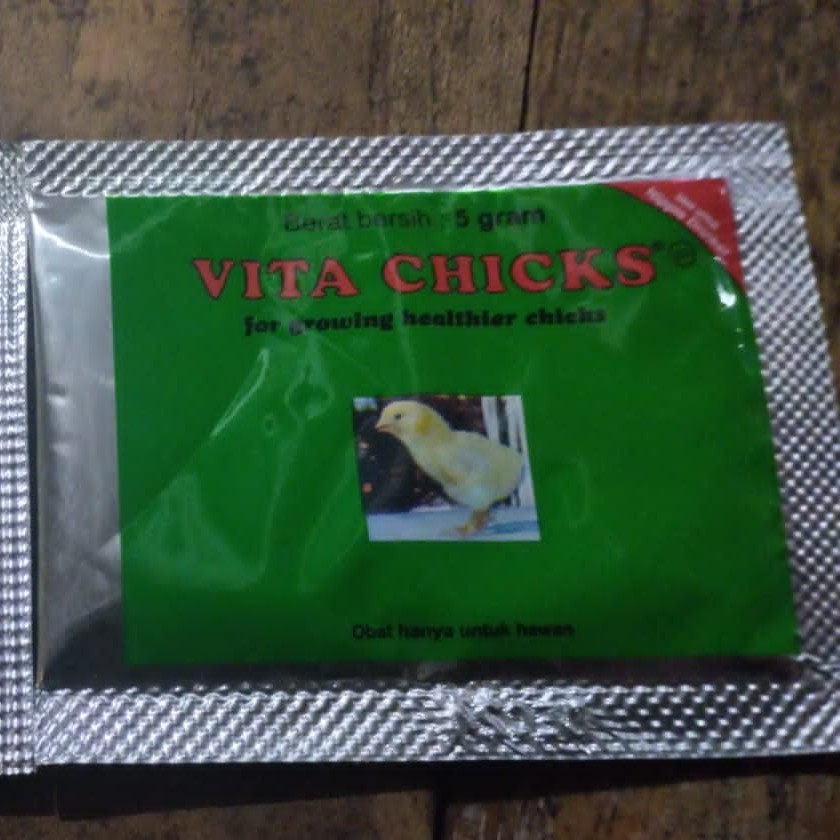 Berat bersih : 5 gram
VITA CHICKS®
for growing healthier chicks
Obat hanya untuk hewan